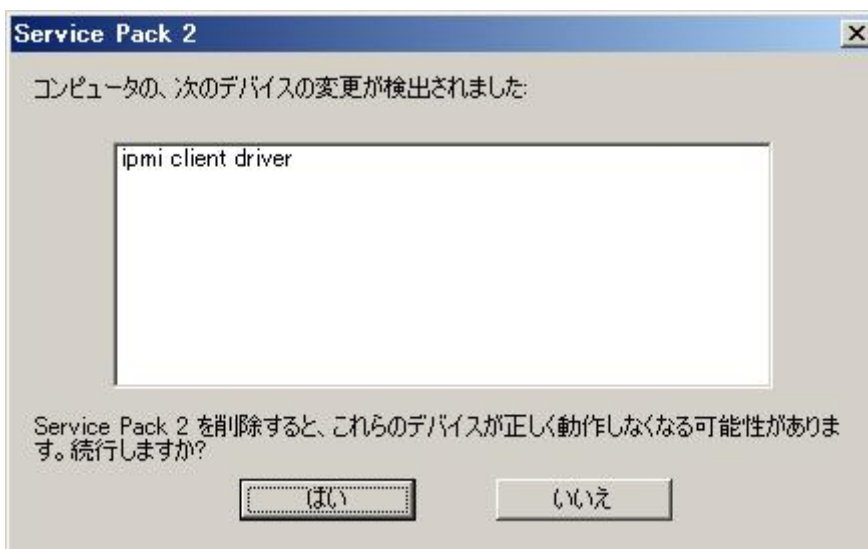 Service Pack 2
コンピュータの、次のデバイスの変更が検出されました:
ipmi client driver
Service Pack 2 を削除すると、これらのデバイスが正しく動作しなくなる可能性がありま
す。続行しますか?
はい
いいえ